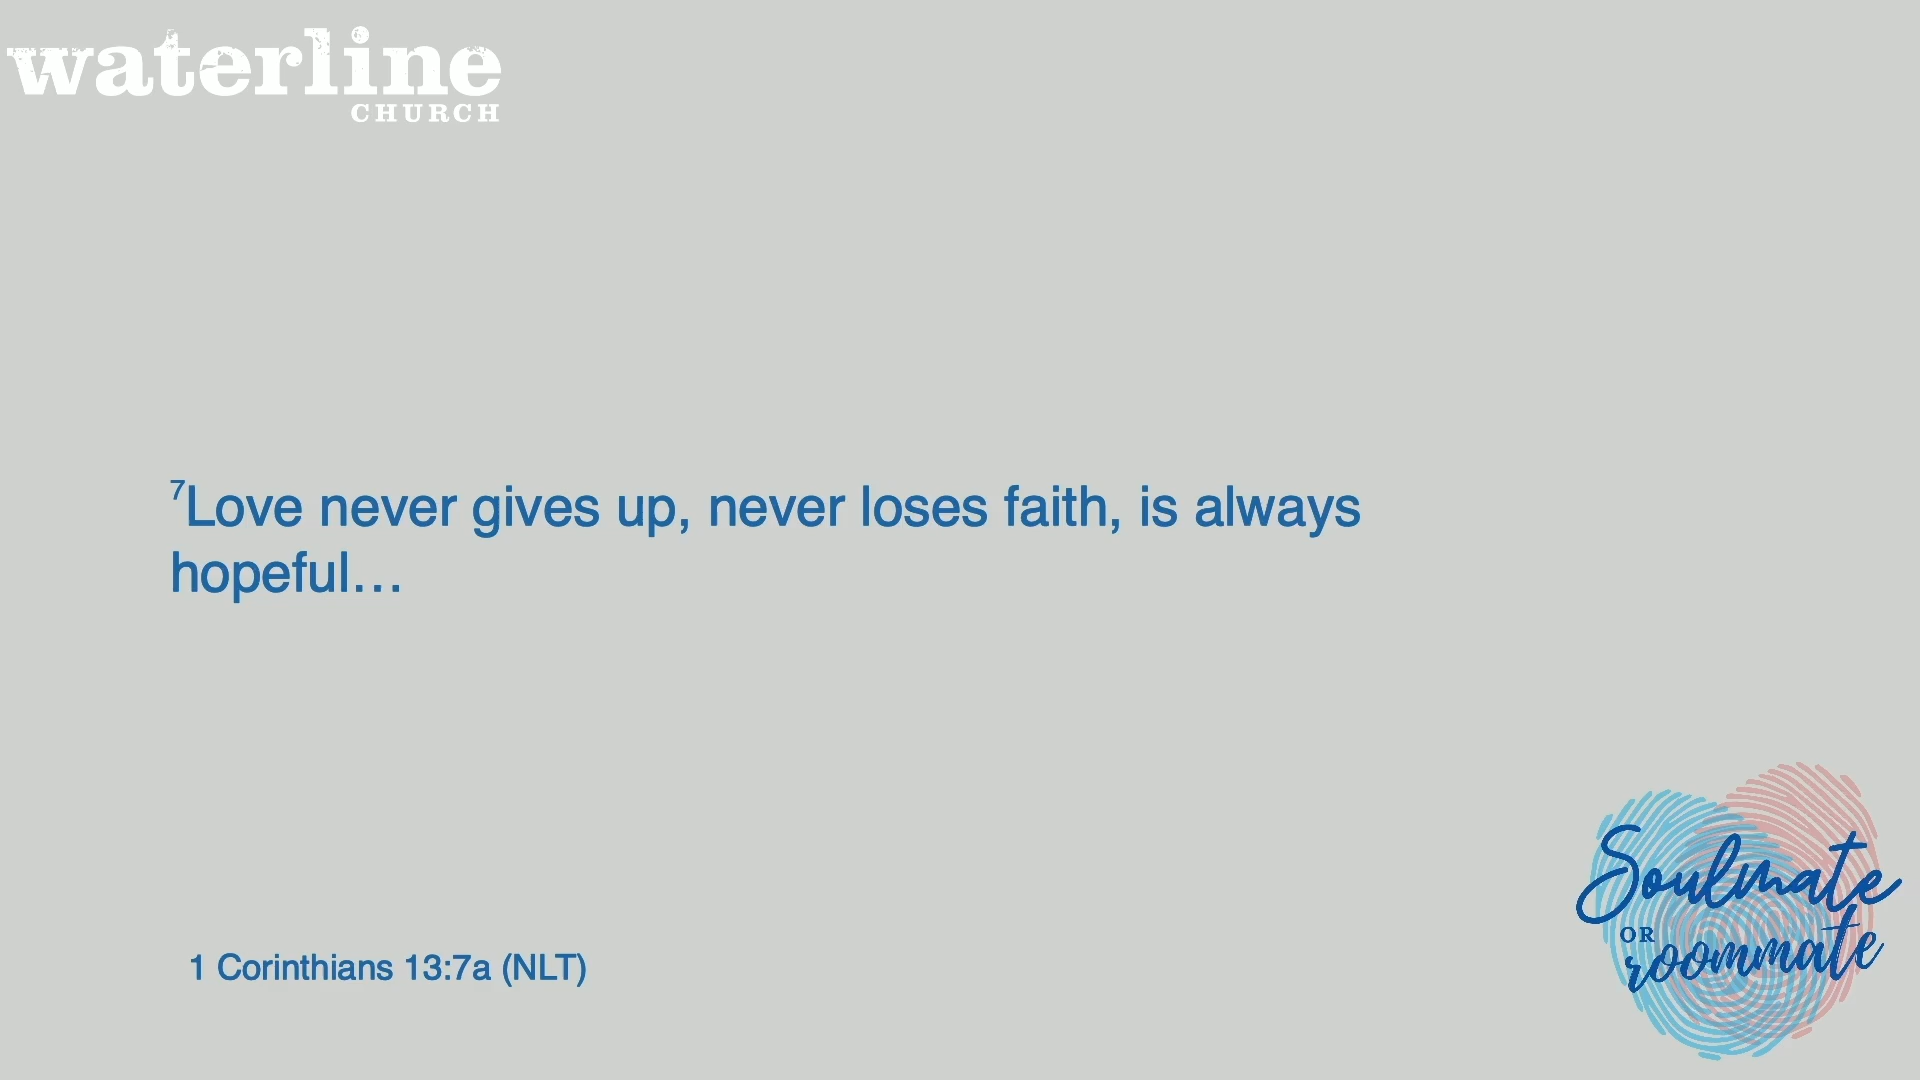 waterline
CHURCH
⁷Love never gives up, never loses faith, is always
hopeful…
1 Corinthians 13:7a (NLT)
Soulmate
OR
roommate